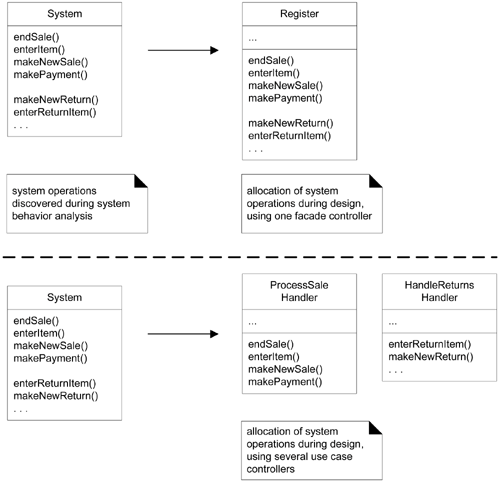 System
endSale()
enterItem()
makeNewSale()
makePayment()
makeNewReturn()
enterReturnItem()
. . .
Register
...
endSale()
enterItem()
makeNewSale()
makePayment()
makeNewReturn()
enterReturnItem()
. . .
system operations
discovered during system
behavior analysis
allocation of system
operations during design,
using one facade controller
System
endSale()
enterItem()
makeNewSale()
makePayment()
enterReturnItem()
makeNewReturn()
. . .
ProcessSale
Handler
...
endSale()
enterItem()
makeNewSale()
makePayment()
HandleReturns
Handler
...
enterReturnItem()
makeNewReturn()
. . .
allocation of system
operations during design,
using several use case
controllers